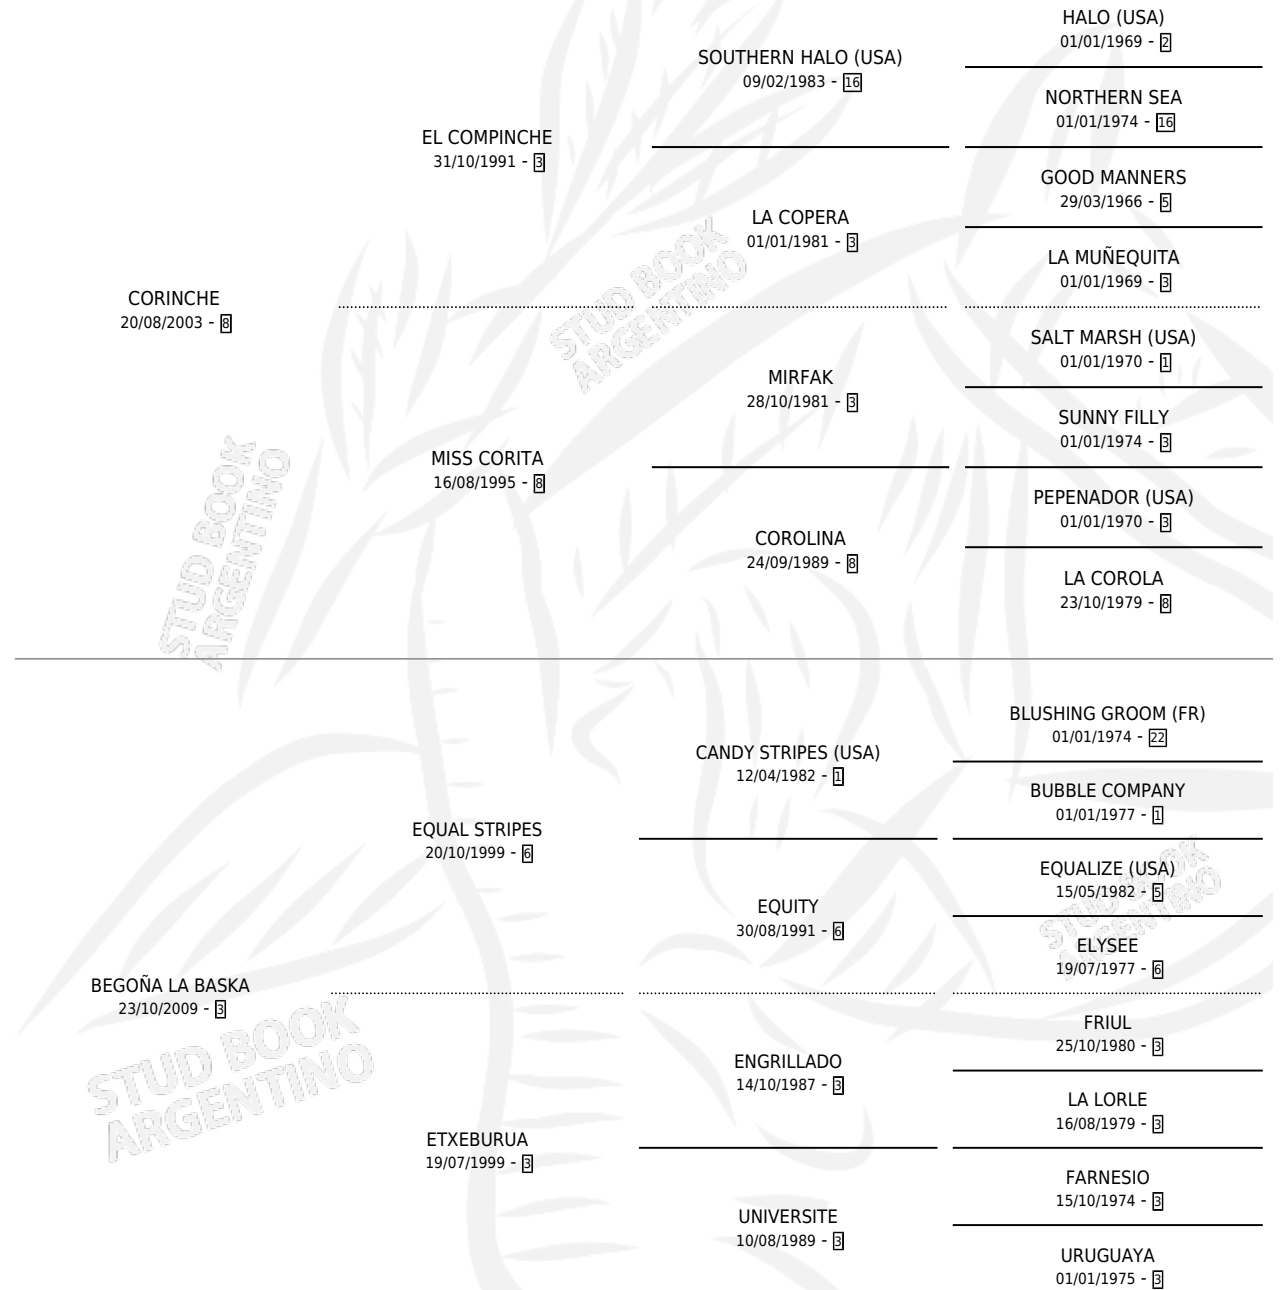 HALO (USA)
01/01/1969 - 2
SOUTHERN HALO (USA)
09/02/1983 - 16
NORTHERN SEA
01/01/1974 - 16
EL COMPINCHE
31/10/1991 - 3
GOOD MANNERS
29/03/1966 - 5
LA COPERA
01/01/1981 - 3
LA MUÑEQUITA
01/01/1969 - 3
CORINCHE
20/08/2003 - 8
SALT MARSH (USA)
01/01/1970 - 1
MIRFAK
28/10/1981 - 3
SUNNY FILLY
01/01/1974 - 3
MISS CORITA
16/08/1995 - 8
PEPENADOR (USA)
01/01/1970 - 3
COROLINA
24/09/1989 - 8
LA COROLA
23/10/1979 - 8
STUD BOOK
ARGENTINO
STUD BOOK
ARGENTINO
BLUSHING GROOM (FR)
01/01/1974 - 22
CANDY STRIPES (USA)
12/04/1982 - 1
BUBBLE COMPANY
01/01/1977 - 1
EQUAL STRIPES
20/10/1999 - 6
EQUALIZE (USA)
15/05/1982 - 5
EQUITY
30/08/1991 - 6
ELYSEE
19/07/1977 - 6
BEGOÑA LA BASKA
23/10/2009 - 3
FRIUL
25/10/1980 - 3
ENGRILLADO
14/10/1987 - 3
LA LORLE
16/08/1979 - 3
ETXEBURUA
19/07/1999 - 3
FARNESIO
15/10/1974 - 3
UNIVERSITE
10/08/1989 - 3
URUGUAYA
01/01/1975 - 3
STUD BOOK
ARGENTINO
STUD BOOK
ARGENTINO